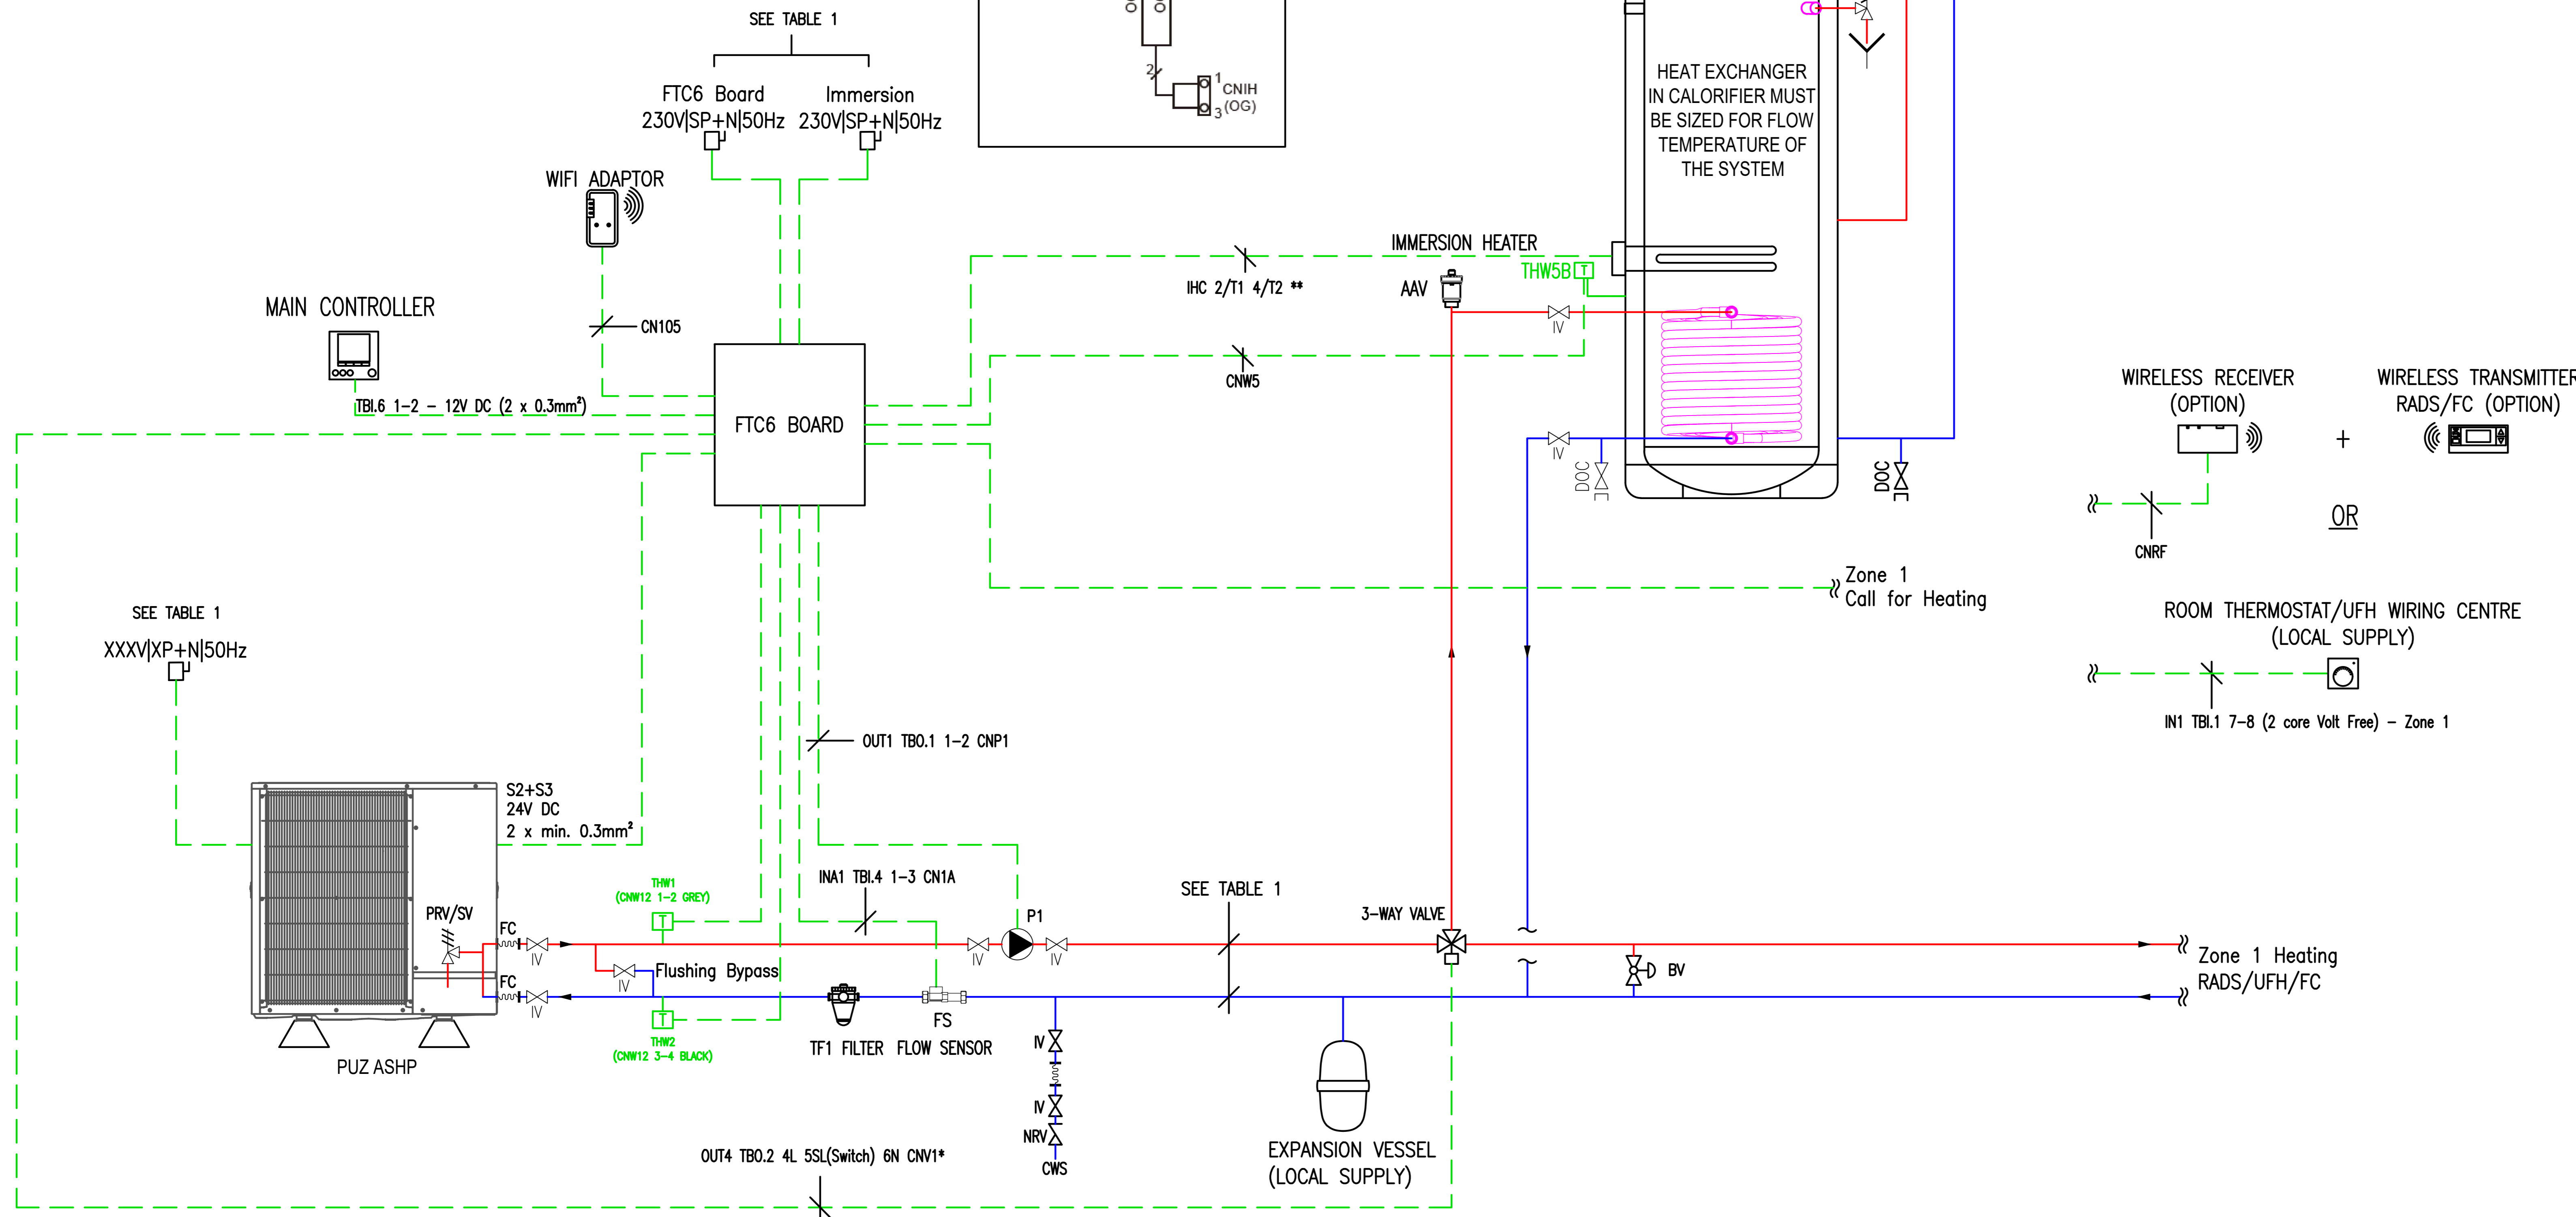 SEE TABLE 1
FTC6 Board
230V|SP+N|50Hz
Immersion
230V|SP+N|50Hz
2
1
CNIH
3 (OG)
HEAT EXCHANGER
IN CALORIFIER MUST
BE SIZED FOR FLOW
TEMPERATURE OF
THE SYSTEM
WIFI ADAPTOR
CN105
MAIN CONTROLLER
TBI.6 1-2 - 12V DC (2 x 0.3mm²)
FTC6 BOARD
IMMERSION HEATER
IHC 2/T1 4/T2 **
THW5B T
AAV
IV
CNW5
IV
DOC
DOC
WIRELESS RECEIVER
(OPTION)
+
WIRELESS TRANSMITTER
RADS/FC (OPTION)
CNRF
OR
Zone 1
Call for Heating
ROOM THERMOSTAT/UFH WIRING CENTRE
(LOCAL SUPPLY)
IN1 TBI.1 7-8 (2 core Volt Free) - Zone 1
SEE TABLE 1
XXXV|XP+N|50Hz
S2+S3
24V DC
2 x min. 0.3mm²
OUT1 TBO.1 1-2 CNP1
INA1 TBI.4 1-3 CN1A
THW1
(CNW12 1-2 GREY)
T
PRV/SV
FC
IV
FC
IV
IV
Flushing Bypass
T
THW2
(CNW12 3-4 BLACK)
PUZ ASHP
TF1 FILTER
FS
FLOW SENSOR
IV
P1
IV
SEE TABLE 1
3-WAY VALVE
BV
Zone 1 Heating
RADS/UFH/FC
IV
IV
NRV
CWS
EXPANSION VESSEL
(LOCAL SUPPLY)
OUT4 TBO.2 4L 5SL(Switch) 6N CNV1*